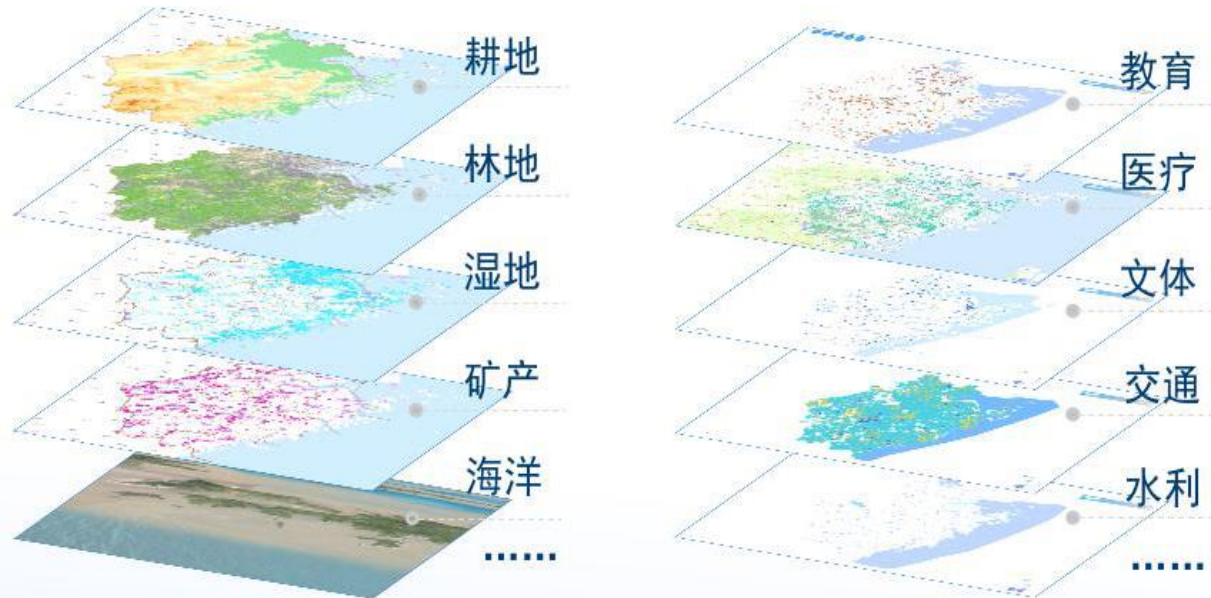 耕地
林地
湿地
矿产
海洋
......
教育
医疗
文体
交通
水利
......